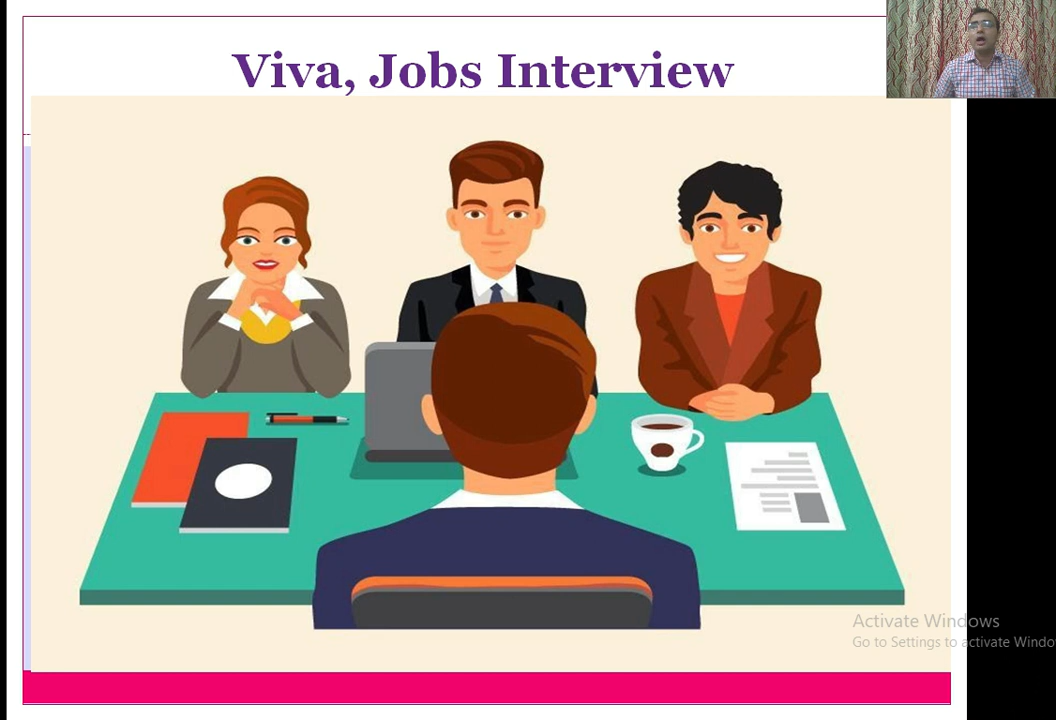 Viva, Jobs Interview
Activate Windows
Go to Settings to activate Windo